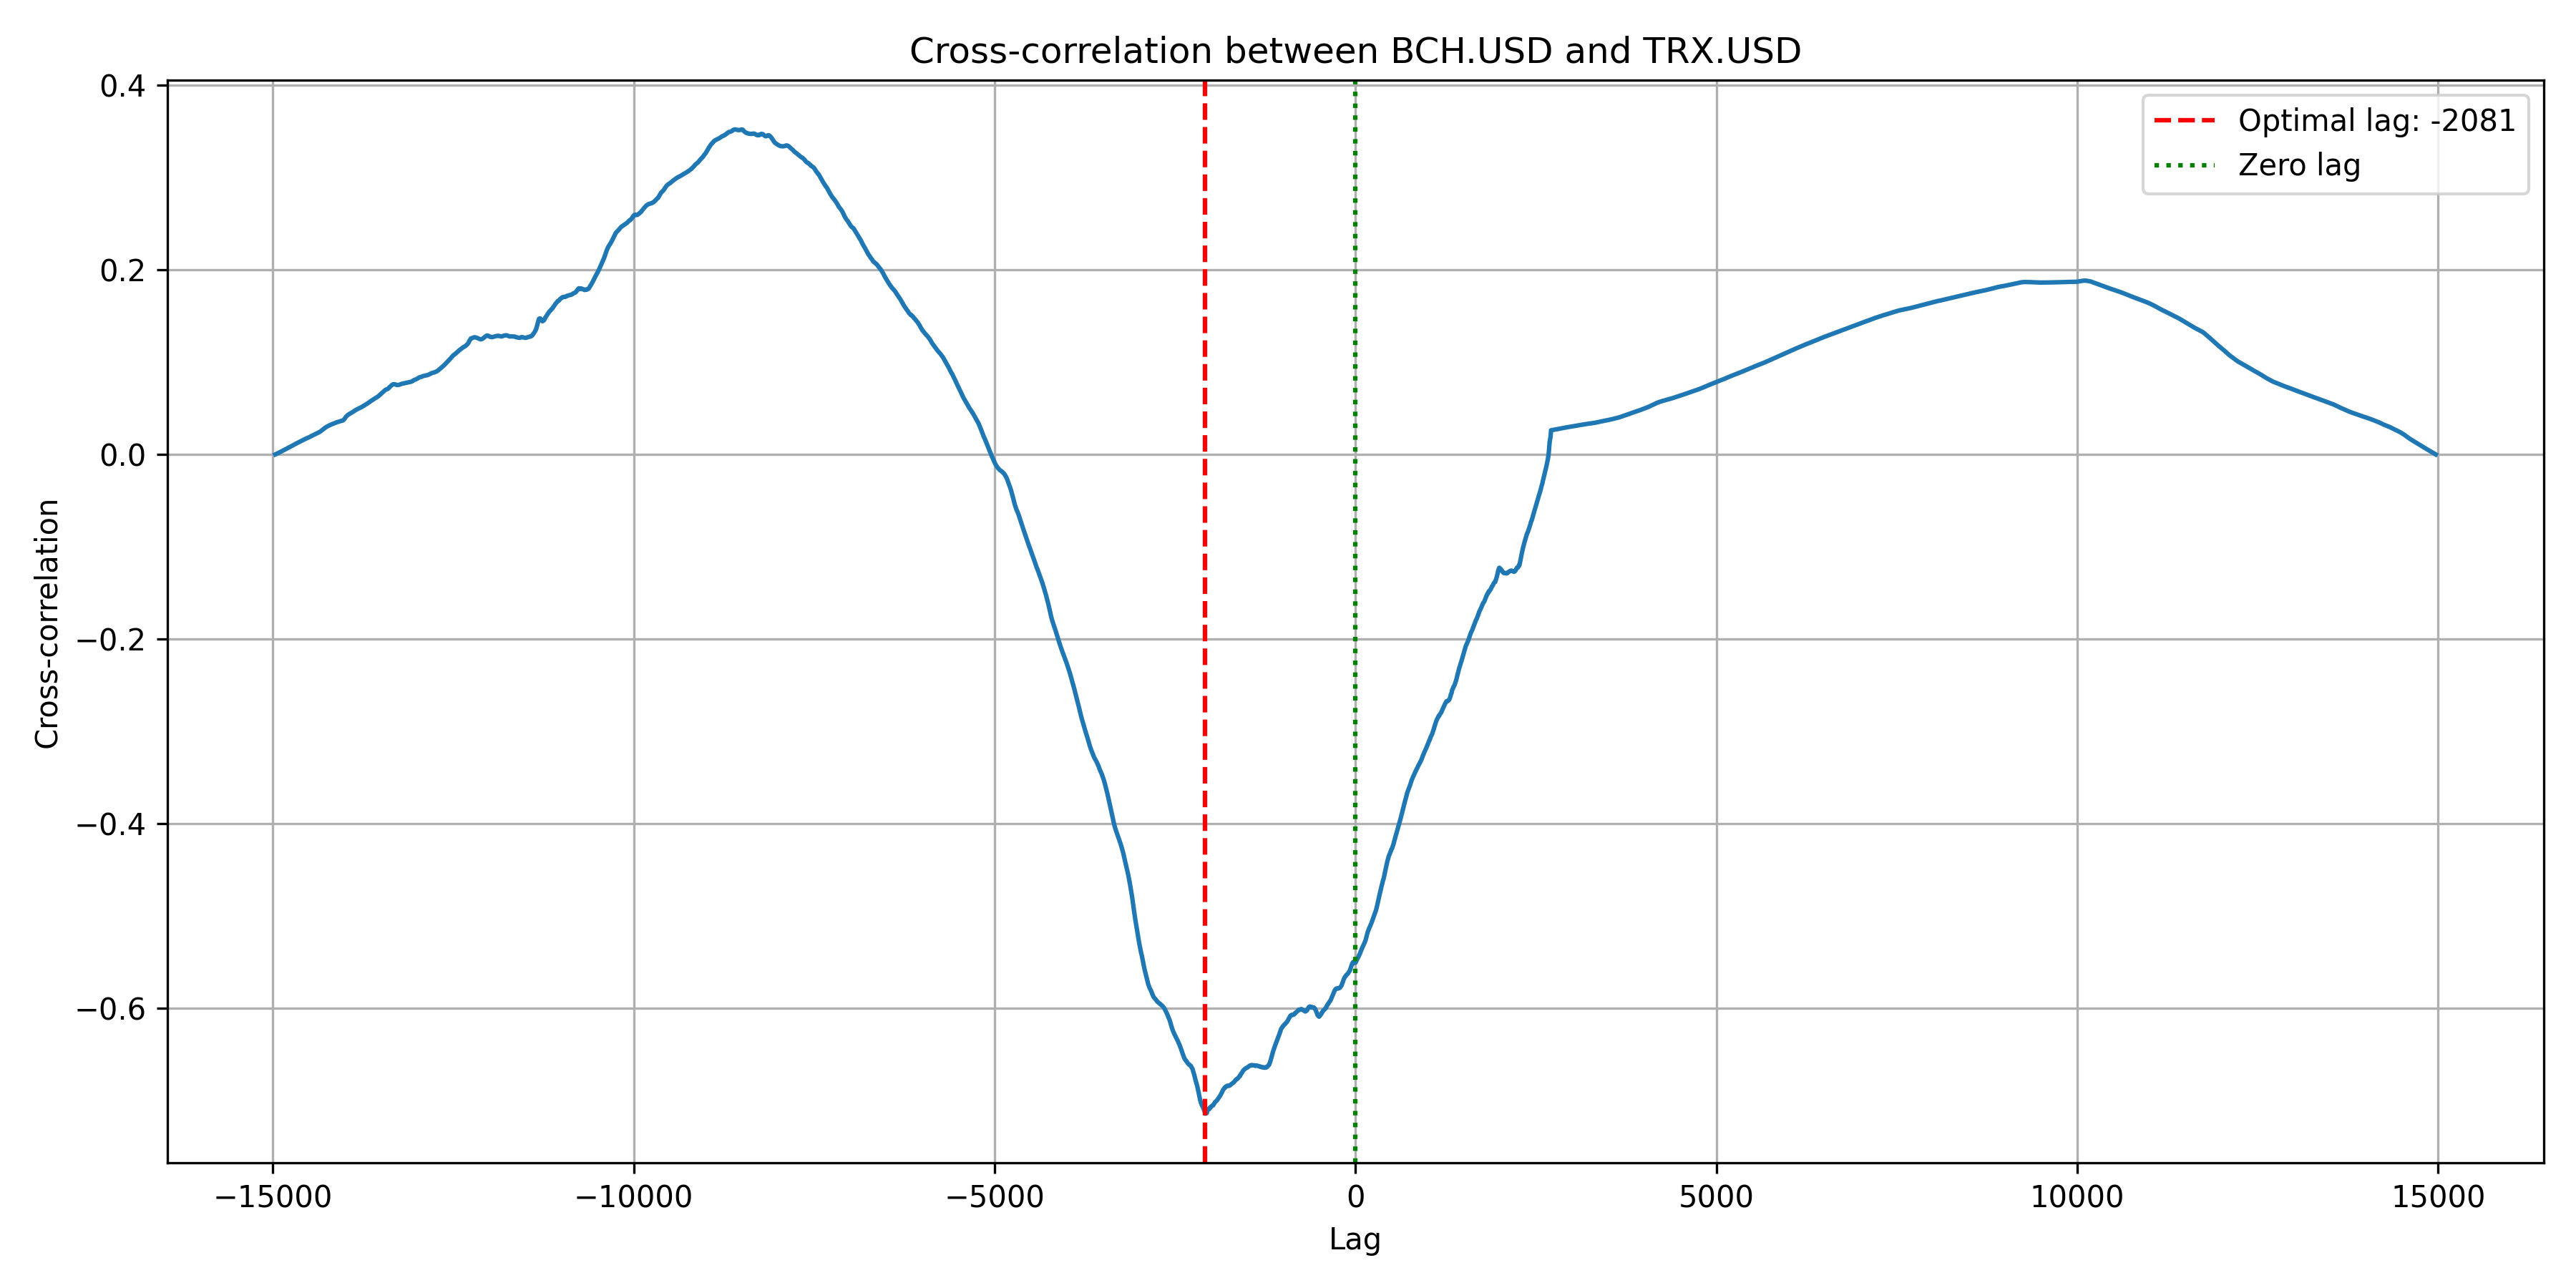 Cross-correlation between BCH.USD and TRX.USD
Optimal lag: -2081
Zero lag
Cross-correlation
0.4
0.2
0.0
−0.2
−0.4
−0.6
−15000
−10000
−5000
0
5000
10000
15000
Lag